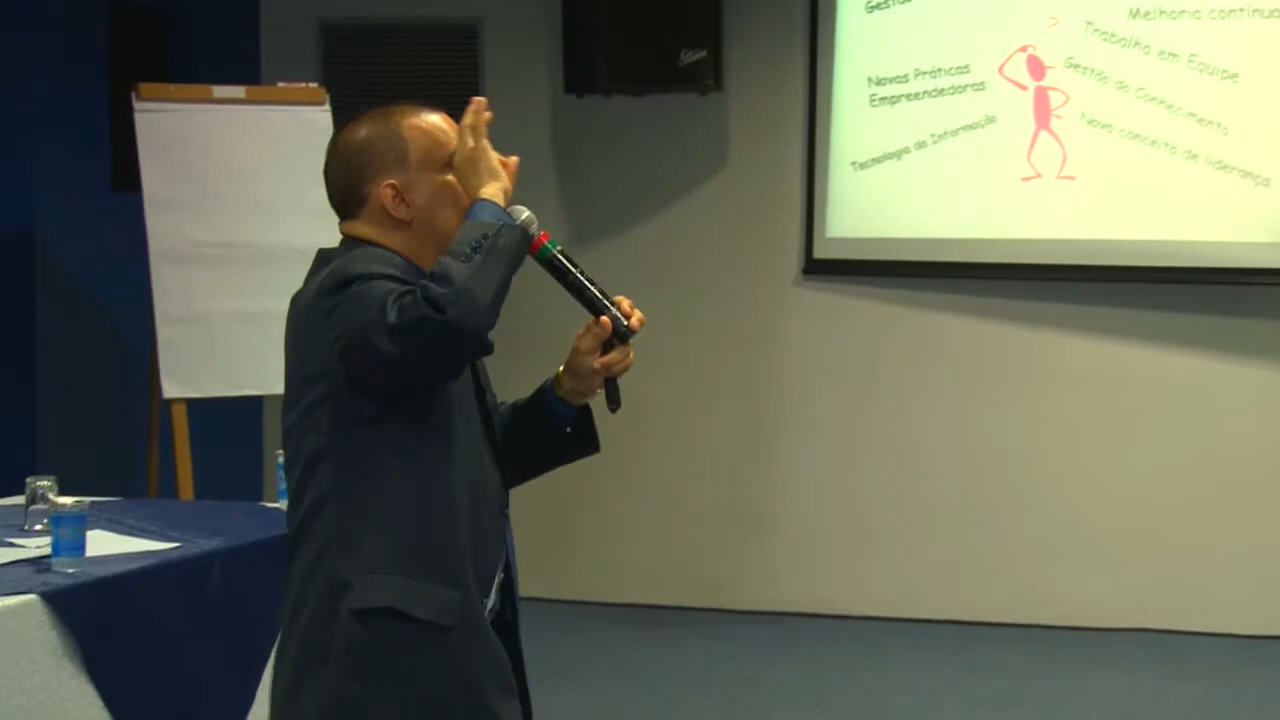 Melhoria contínua
Trabalho em Equipe
Novas Práticas
Empreendedoras
Gestão do Conhecimento
Tecnologia da Informação
Novo conceito de liderança